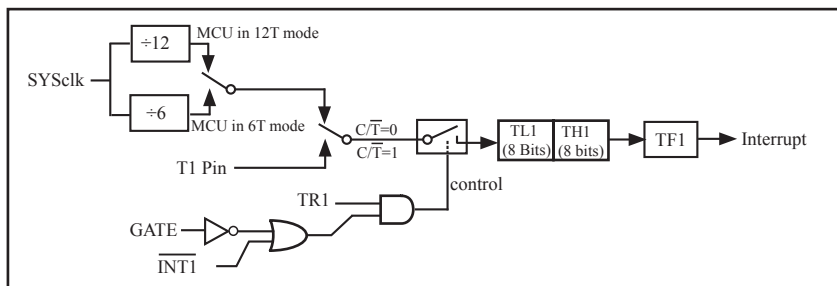 MCU in 12T mode
÷12
SYSclk
÷6
MCU in 6T mode
C/T̅=0
C/T̅=1
T1 Pin
TL1
(8 Bits)
TH1
(8 bits)
TF1
Interrupt
control
TR1
GATE
I̅N̅T̅1̅